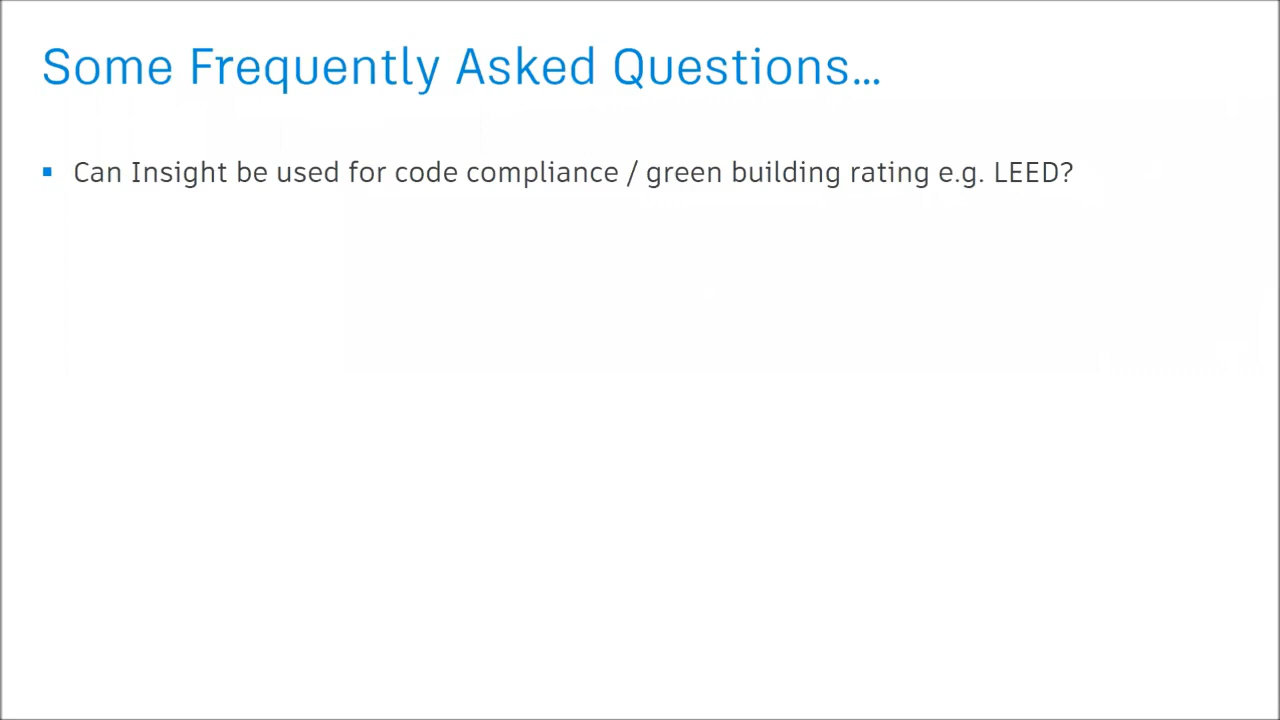 Some Frequently Asked Questions...
▪ Can Insight be used for code compliance / green building rating e.g. LEED?